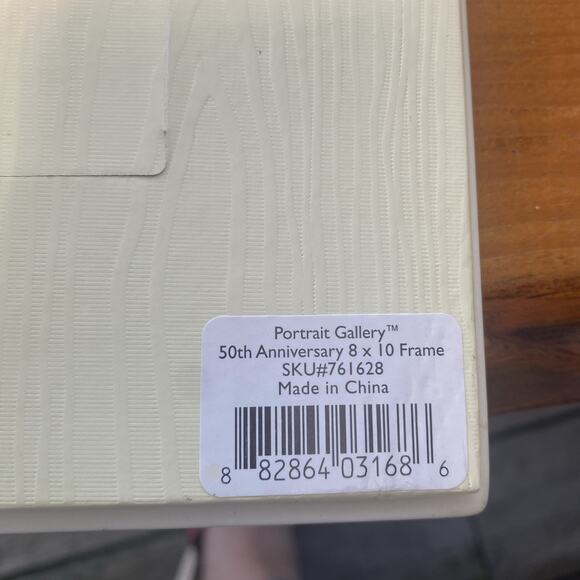 Portrait Gallery™
50th Anniversary 8 x 10 Frame
SKU#761628
Made in China
8 82864 03168 6